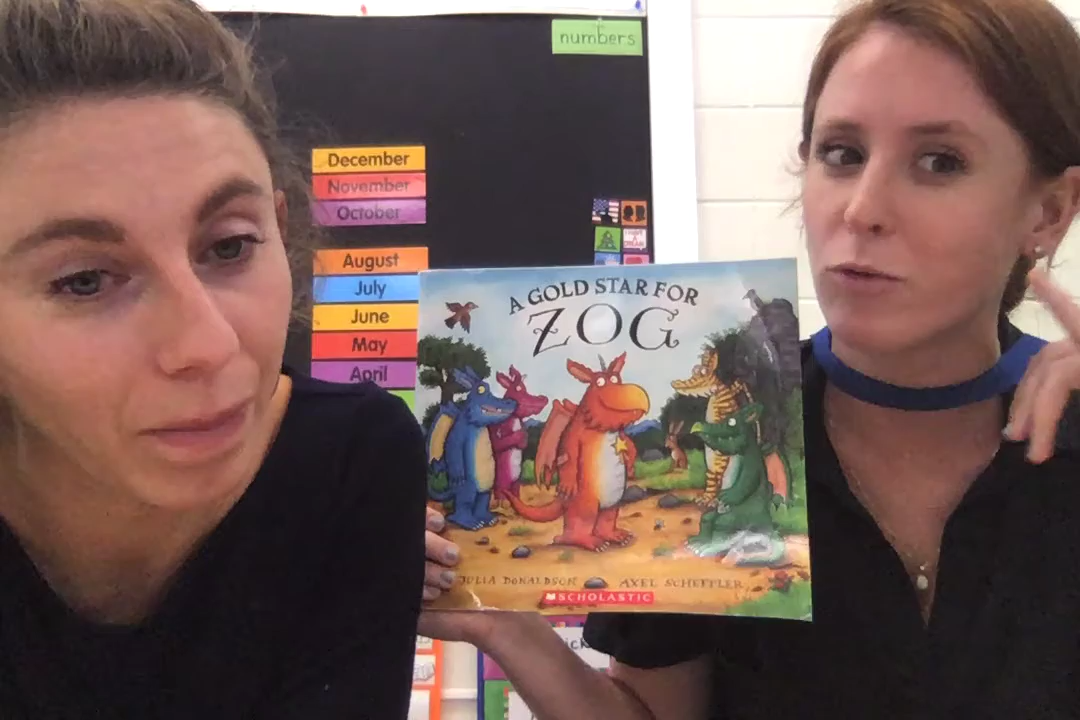 numbers
December
November
October
August
July
June
May
April
A GOLD STAR FOR
ZOG
JULIA DONALDSON AXEL SCHEFFLER
SCHOLASTIC